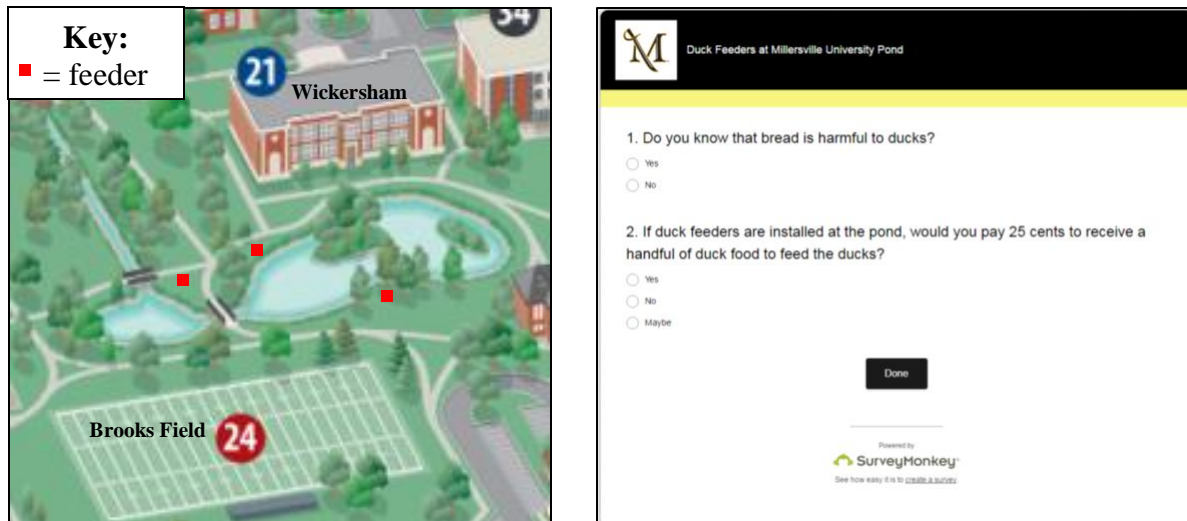 Key:
= feeder
34
21
Wickersham
Brooks Field
24
M
Duck Feeders at Millersville University Pond
1. Do you know that bread is harmful to ducks?
Yes
No
2. If duck feeders are installed at the pond, would you pay 25 cents to receive a
handful of duck food to feed the ducks?
Yes
No
Maybe
Done
Powered by
SurveyMonkey
See how easy it is to create a survey